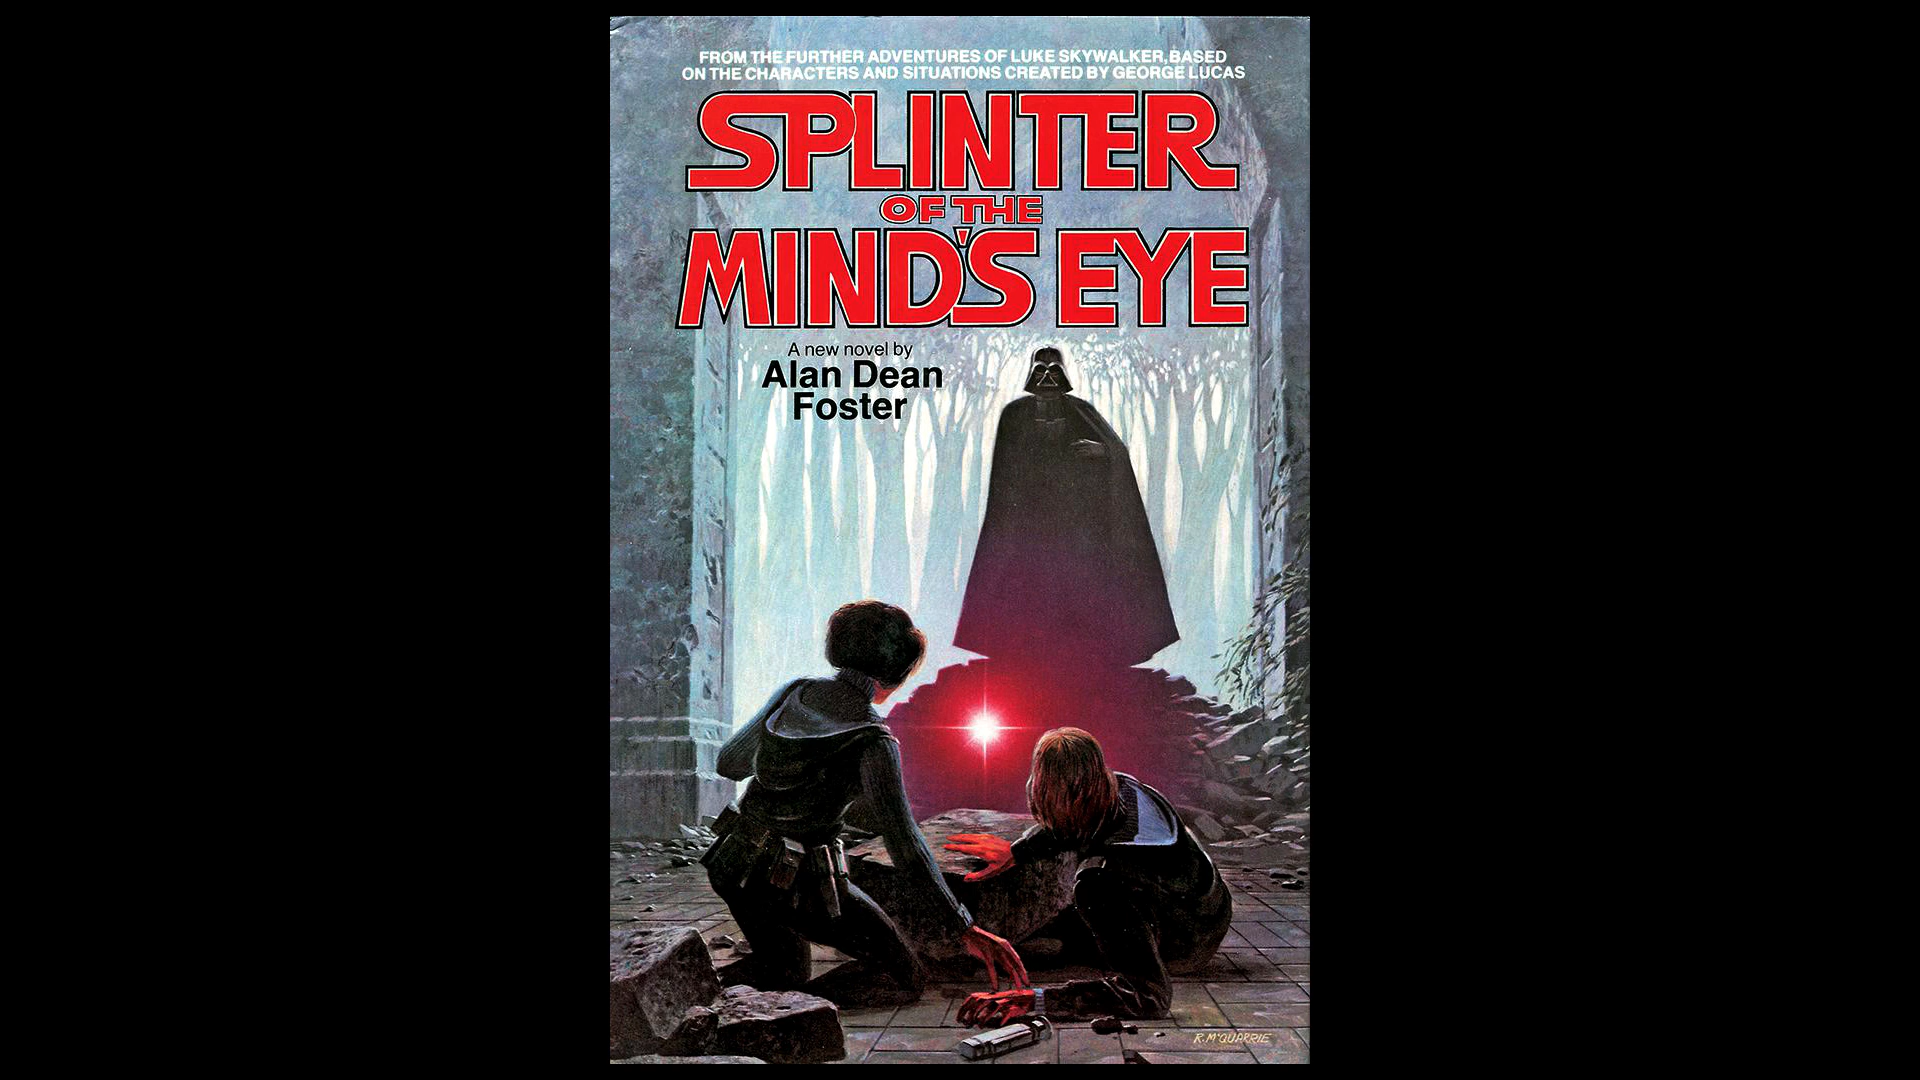 FROM THE FURTHER ADVENTURES OF LUKE SKYWALKER, BASED
ON THE CHARACTERS AND SITUATIONS CREATED BY GEORGE LUCAS
SPLINTER
OF THE
MIND'S EYE
A new novel by
Alan Dean
Foster
R. McQUARRIE